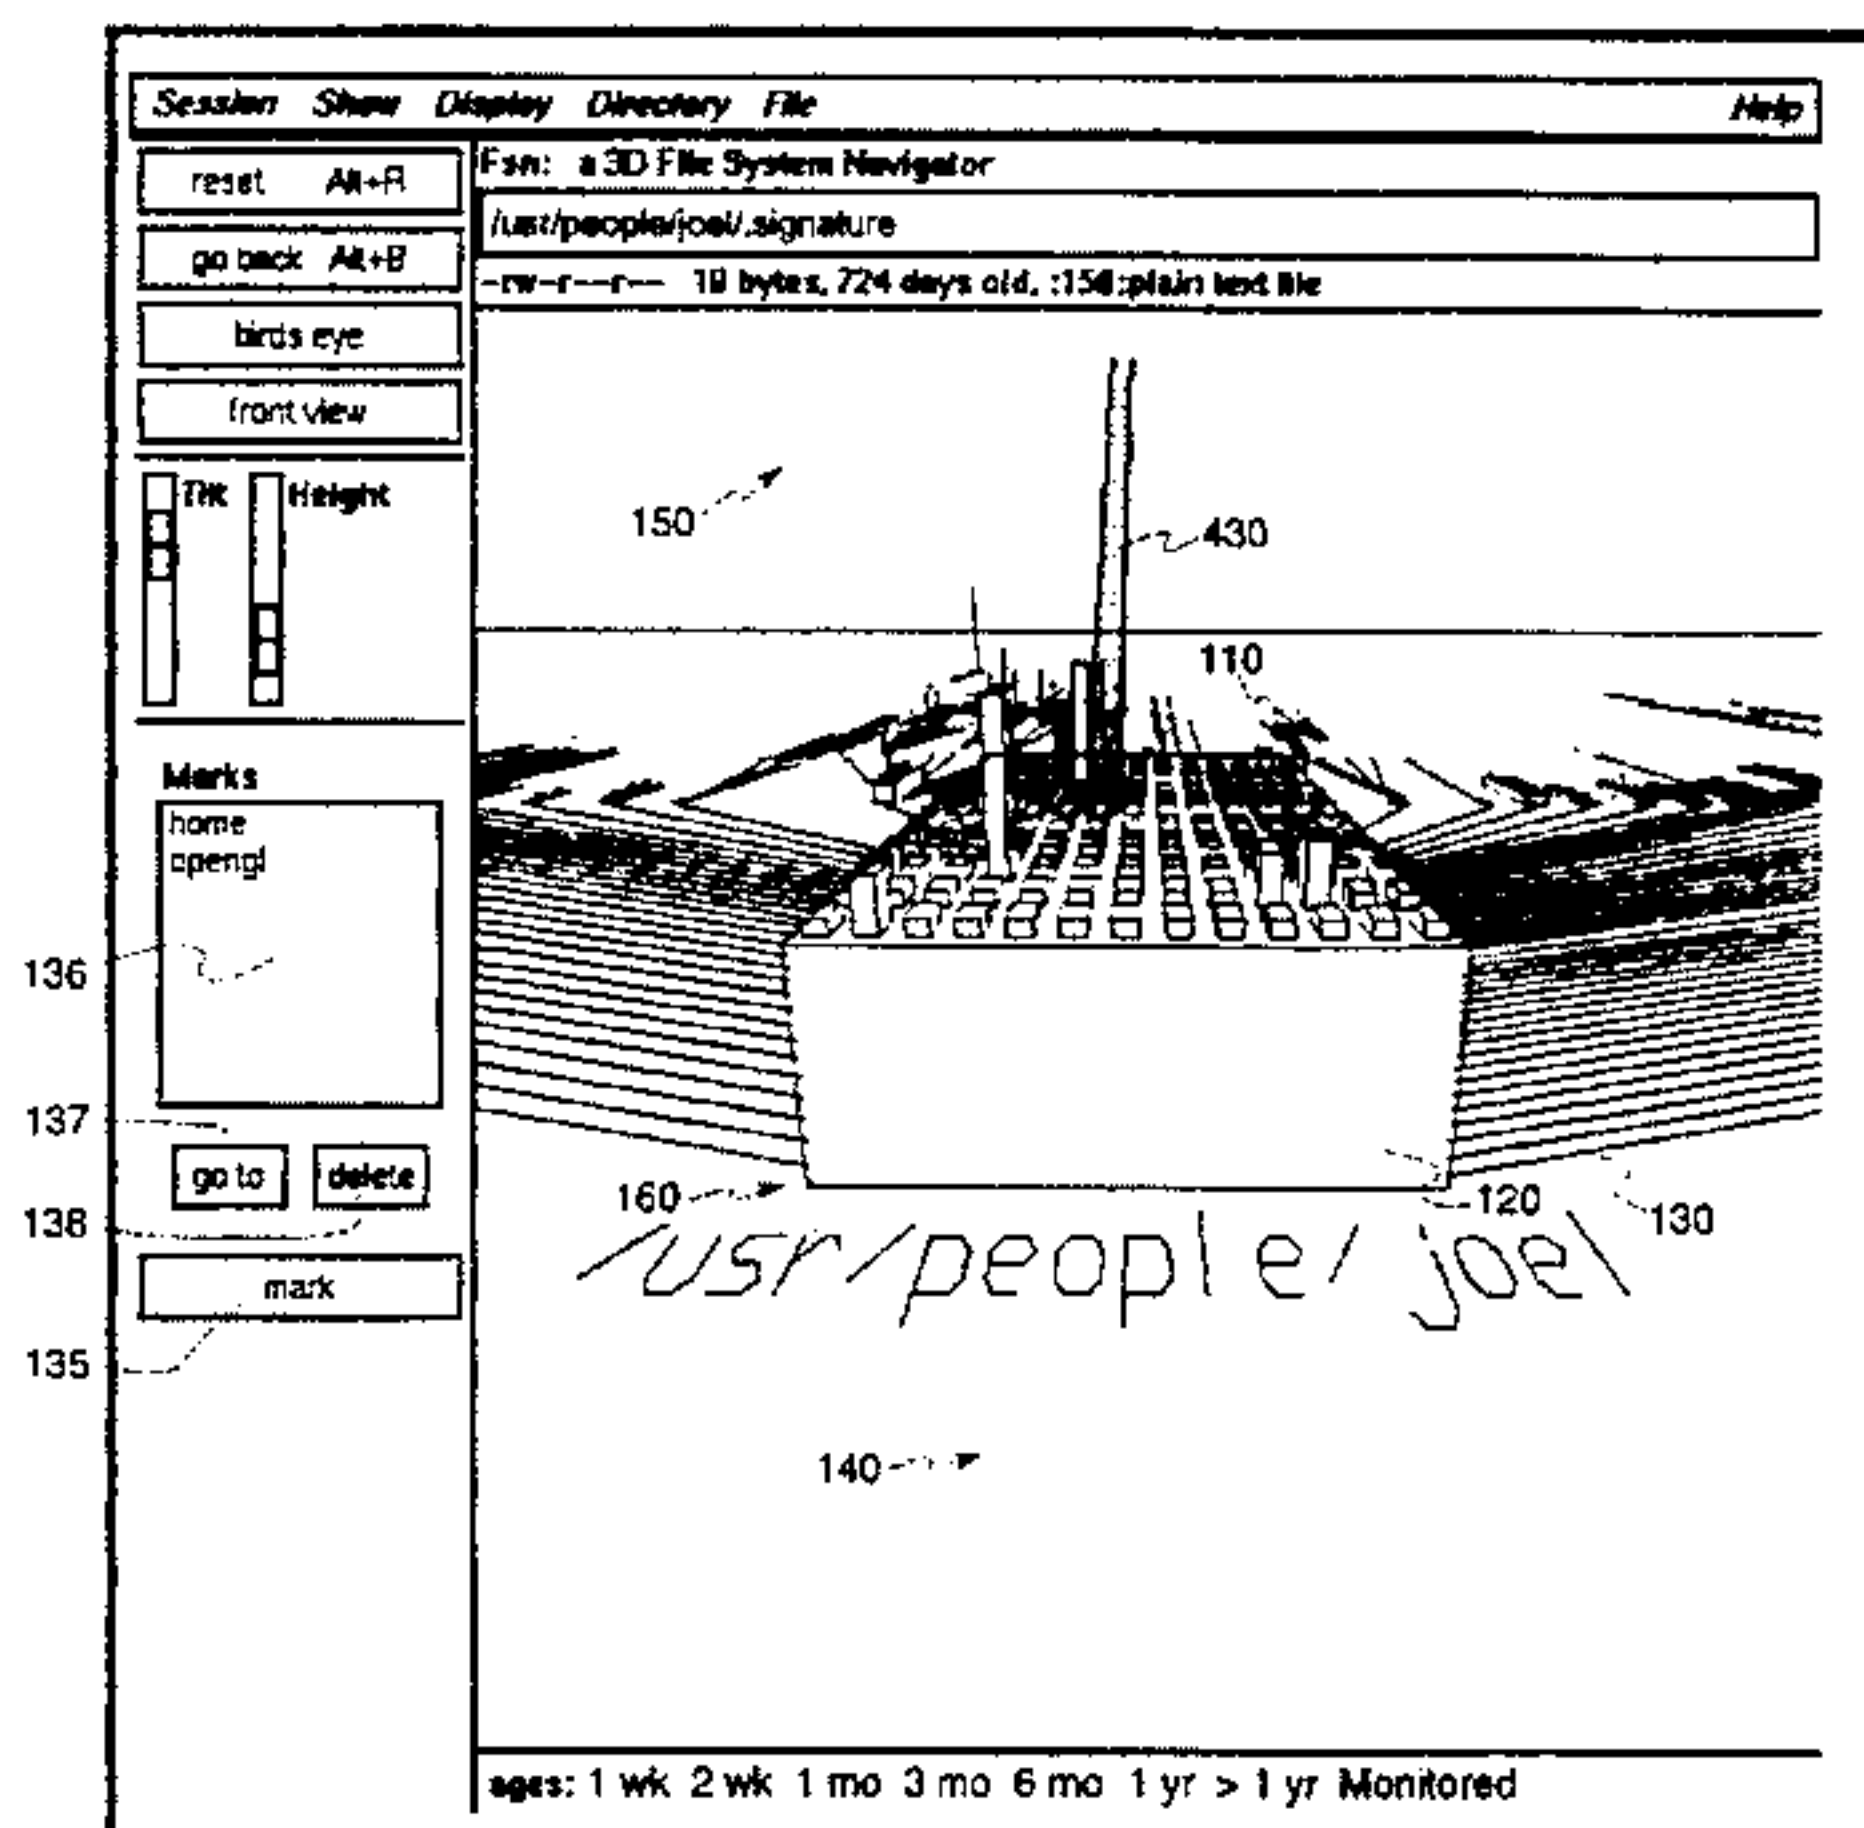 Session Show Display Directory File Help
reset Alt+R
go back Alt+B
birds eye
front view
Tilt Height
Marks
home
opengl
go to delete
mark
136
137
138
135
Fsn: a 3D File System Navigator
/usr/people/joel/.signature
-rw-r--r-- 19 bytes, 724 days old, plain text file
150
430
110
160
120
130
/usr/people/joel
140
ages: 1 wk 2 wk 1 mo 3 mo 6 mo 1 yr > 1 yr Monitored